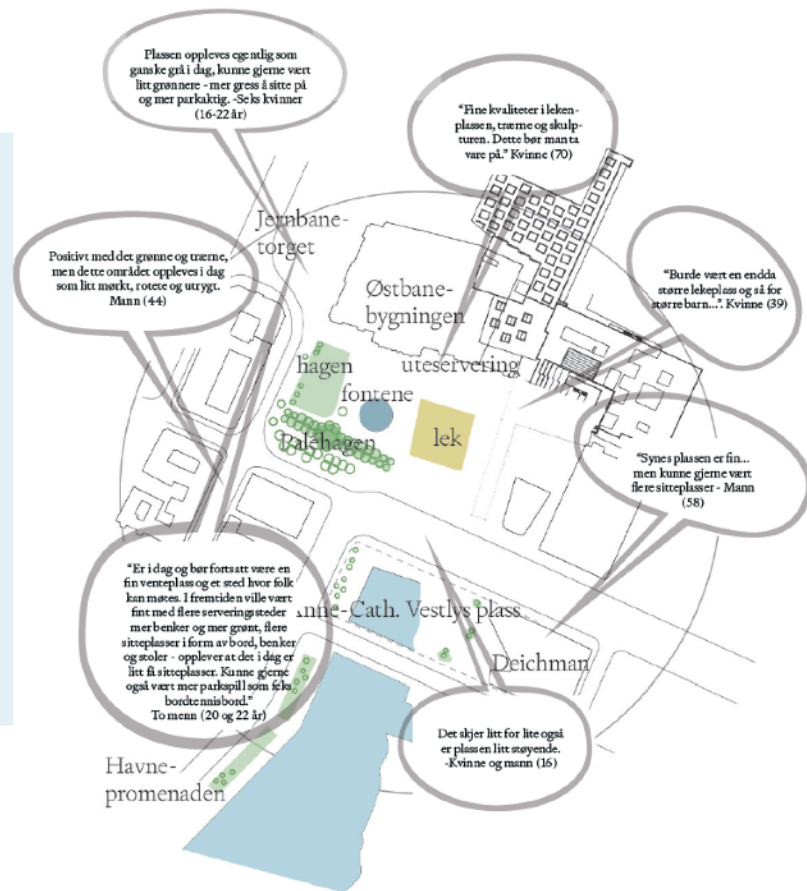 Plassen oppleves egentlig som
ganske grå i dag, kunne gjerne vært
litt grønnere - mer gress å sitte på
og mer parkaktig. -Seks kvinner
(16-22 år)
"Fine kvaliteter i leken-
plassen, trærne og skulp-
turen. Dette bør man ta
vare på." Kvinne (70)
Jernbane-
torget
Positivt med det grønne og trærne,
men dette området oppleves i dag
som litt mørkt, rotete og utrygt.
Mann (44)
Østbane-
bygningen
"Burde vært en endda
større lekeplass og så for
større barn...". Kvinne (39)
hagen
uteservering
fontene
Paléhagen
lek
"Synes plassen er fin...
men kunne gjerne vært
flere sitteplasser - Mann
(58)
"Er i dag og bør fortsatt være en
fin venteplass og et sted hvor folk
kan møtes. I fremtiden ville vært
fint med flere serveringssteder
mer benker og mer grønt, flere
sitteplasser i form av bord, benker
og stoler - opplever at det i dag er
litt få sitteplasser. Kunne gjerne
også vært mer parkspill som feks
bordtennisbord."
To menn (20 og 22 år)
nne-Cath. Vestlys plass
Deichman
Det skjer litt for lite også
er plassen litt støyende.
-Kvinne og mann (16)
Havne-
promenaden